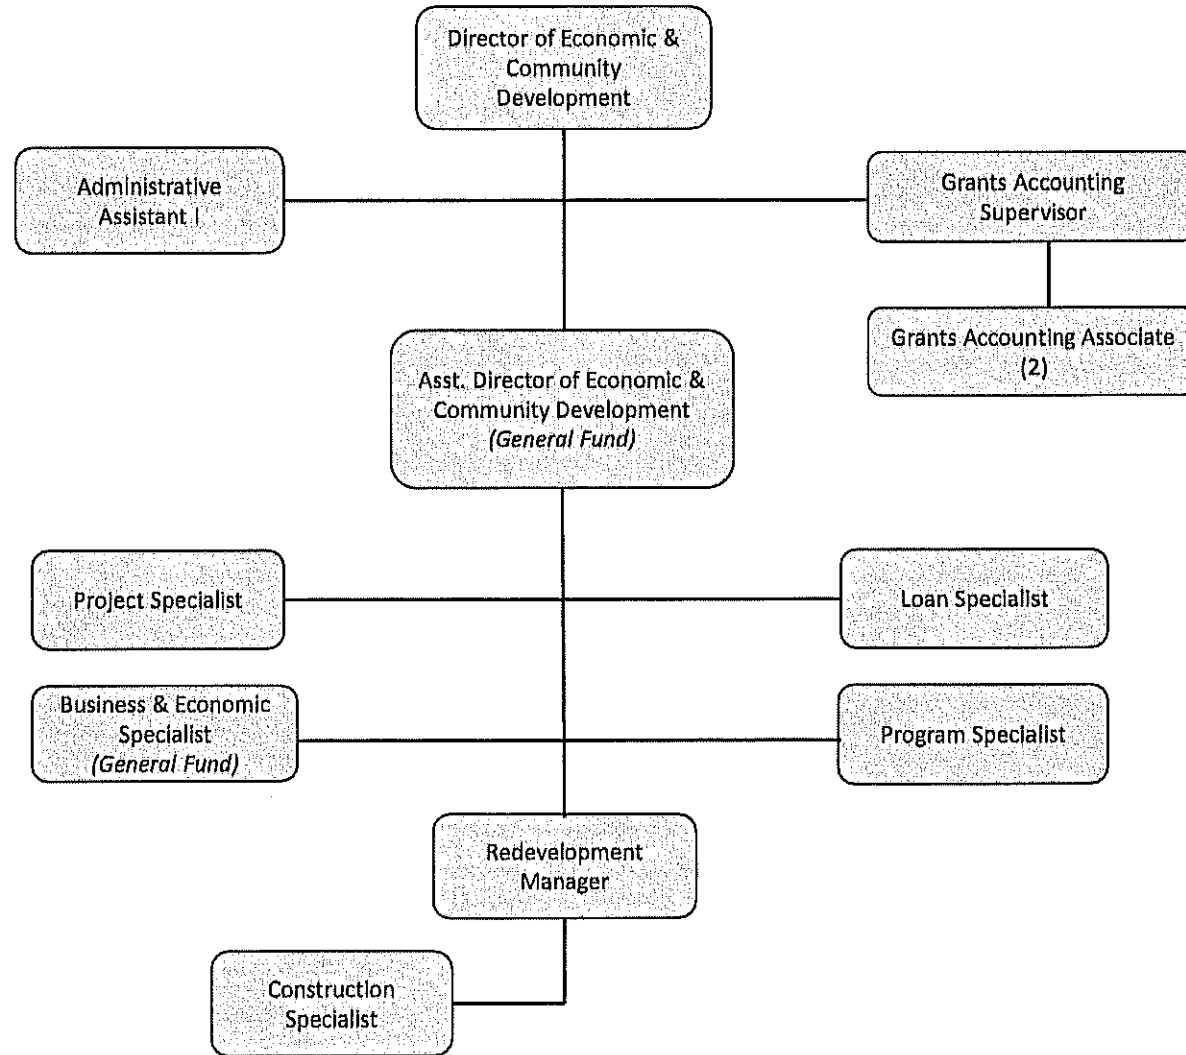 Director of Economic &
Community
Development
Administrative
Assistant I
Grants Accounting
Supervisor
Grants Accounting Associate
(2)
Asst. Director of Economic &
Community Development
(General Fund)
Project Specialist
Loan Specialist
Business & Economic
Specialist
(General Fund)
Program Specialist
Redevelopment
Manager
Construction
Specialist